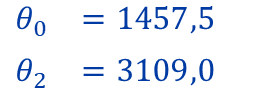 θ₀ = 1457,5
θ₂ = 3109,0